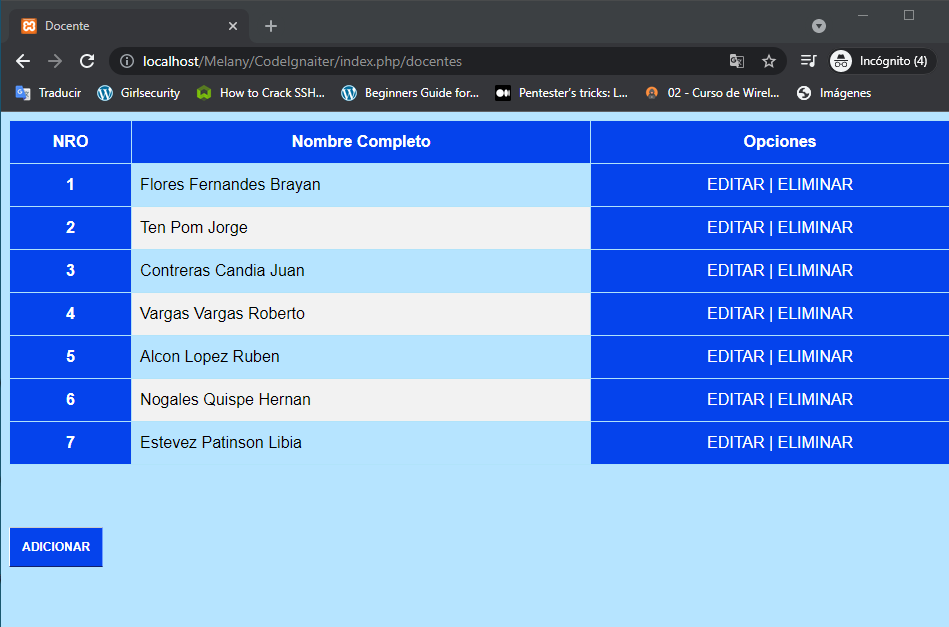 Docente
localhost/Melany/CodeIgnaiter/index.php/docentes
Incógnito (4)
Traducir Girlsecurity How to Crack SSH... Beginners Guide for... Pentester's tricks: L... 02 - Curso de Wirel... Imágenes
NRO Nombre Completo Opciones
1 Flores Fernandes Brayan EDITAR | ELIMINAR
2 Ten Pom Jorge EDITAR | ELIMINAR
3 Contreras Candia Juan EDITAR | ELIMINAR
4 Vargas Vargas Roberto EDITAR | ELIMINAR
5 Alcon Lopez Ruben EDITAR | ELIMINAR
6 Nogales Quispe Hernan EDITAR | ELIMINAR
7 Estevez Patinson Libia EDITAR | ELIMINAR
ADICIONAR